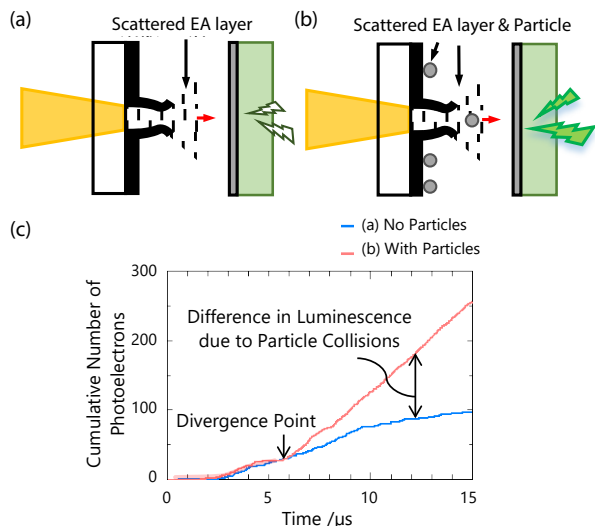 (a)
Scattered EA layer
(b)
Scattered EA layer & Particle
(c)
(a) No Particles
(b) With Particles
Cumulative Number of
Photoelectrons
300
200
100
0
Difference in Luminescence
due to Particle Collisions
Divergence Point
0 5 10 15
Time /μs